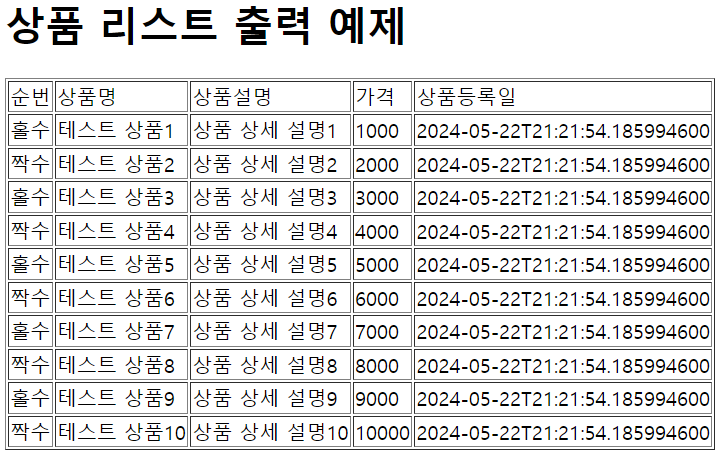 상품 리스트 출력 예제
순번 상품명 상품설명 가격 상품등록일
홀수 테스트 상품1 상품 상세 설명1 1000 2024-05-22T21:21:54.185994600
짝수 테스트 상품2 상품 상세 설명2 2000 2024-05-22T21:21:54.185994600
홀수 테스트 상품3 상품 상세 설명3 3000 2024-05-22T21:21:54.185994600
짝수 테스트 상품4 상품 상세 설명4 4000 2024-05-22T21:21:54.185994600
홀수 테스트 상품5 상품 상세 설명5 5000 2024-05-22T21:21:54.185994600
짝수 테스트 상품6 상품 상세 설명6 6000 2024-05-22T21:21:54.185994600
홀수 테스트 상품7 상품 상세 설명7 7000 2024-05-22T21:21:54.185994600
짝수 테스트 상품8 상품 상세 설명8 8000 2024-05-22T21:21:54.185994600
홀수 테스트 상품9 상품 상세 설명9 9000 2024-05-22T21:21:54.185994600
짝수 테스트 상품10 상품 상세 설명10 10000 2024-05-22T21:21:54.185994600